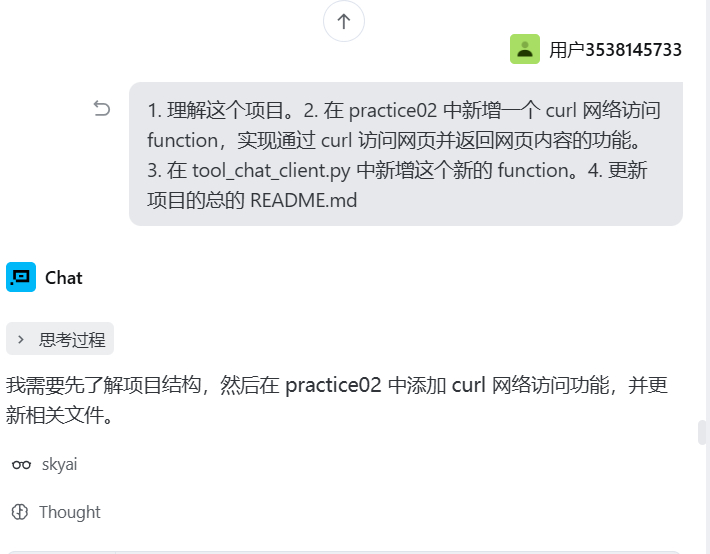 用户3538145733
1. 理解这个项目。2. 在 practice02 中新增一个 curl 网络访问
function，实现通过 curl 访问网页并返回网页内容的功能。
3. 在 tool_chat_client.py 中新增这个新的 function。4. 更新
项目的总的 README.md
Chat
思考过程
我需要先了解项目结构，然后在 practice02 中添加 curl 网络访问功能，并更
新相关文件。
skyai
Thought